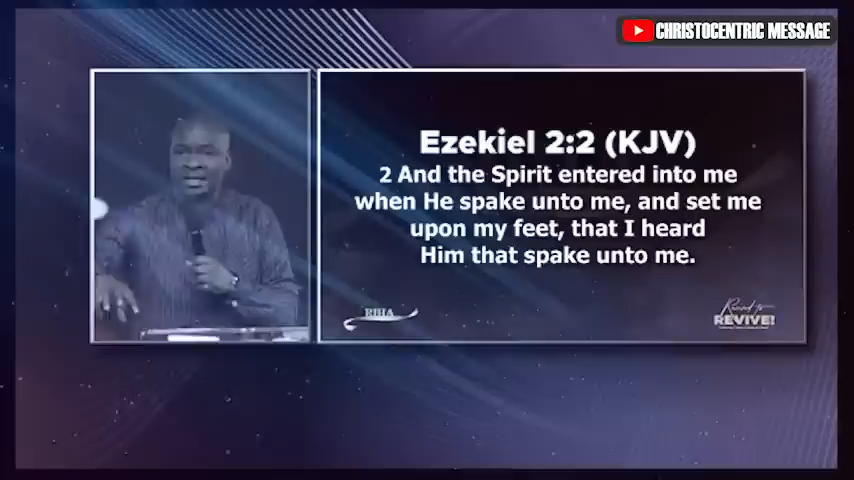 CHRISTOCENTRIC MESSAGE
Ezekiel 2:2 (KJV)
2 And the Spirit entered into me
when He spake unto me, and set me
upon my feet, that I heard
Him that spake unto me.
REVIVE!